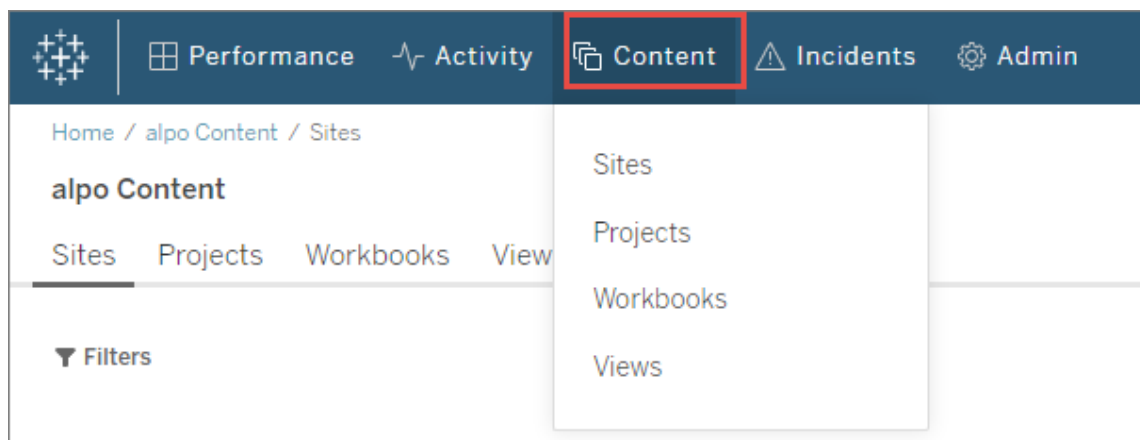 Performance Activity Content Incidents Admin
Home / alpo Content / Sites
alpo Content
Sites Projects Workbooks View
Filters
Sites
Projects
Workbooks
Views